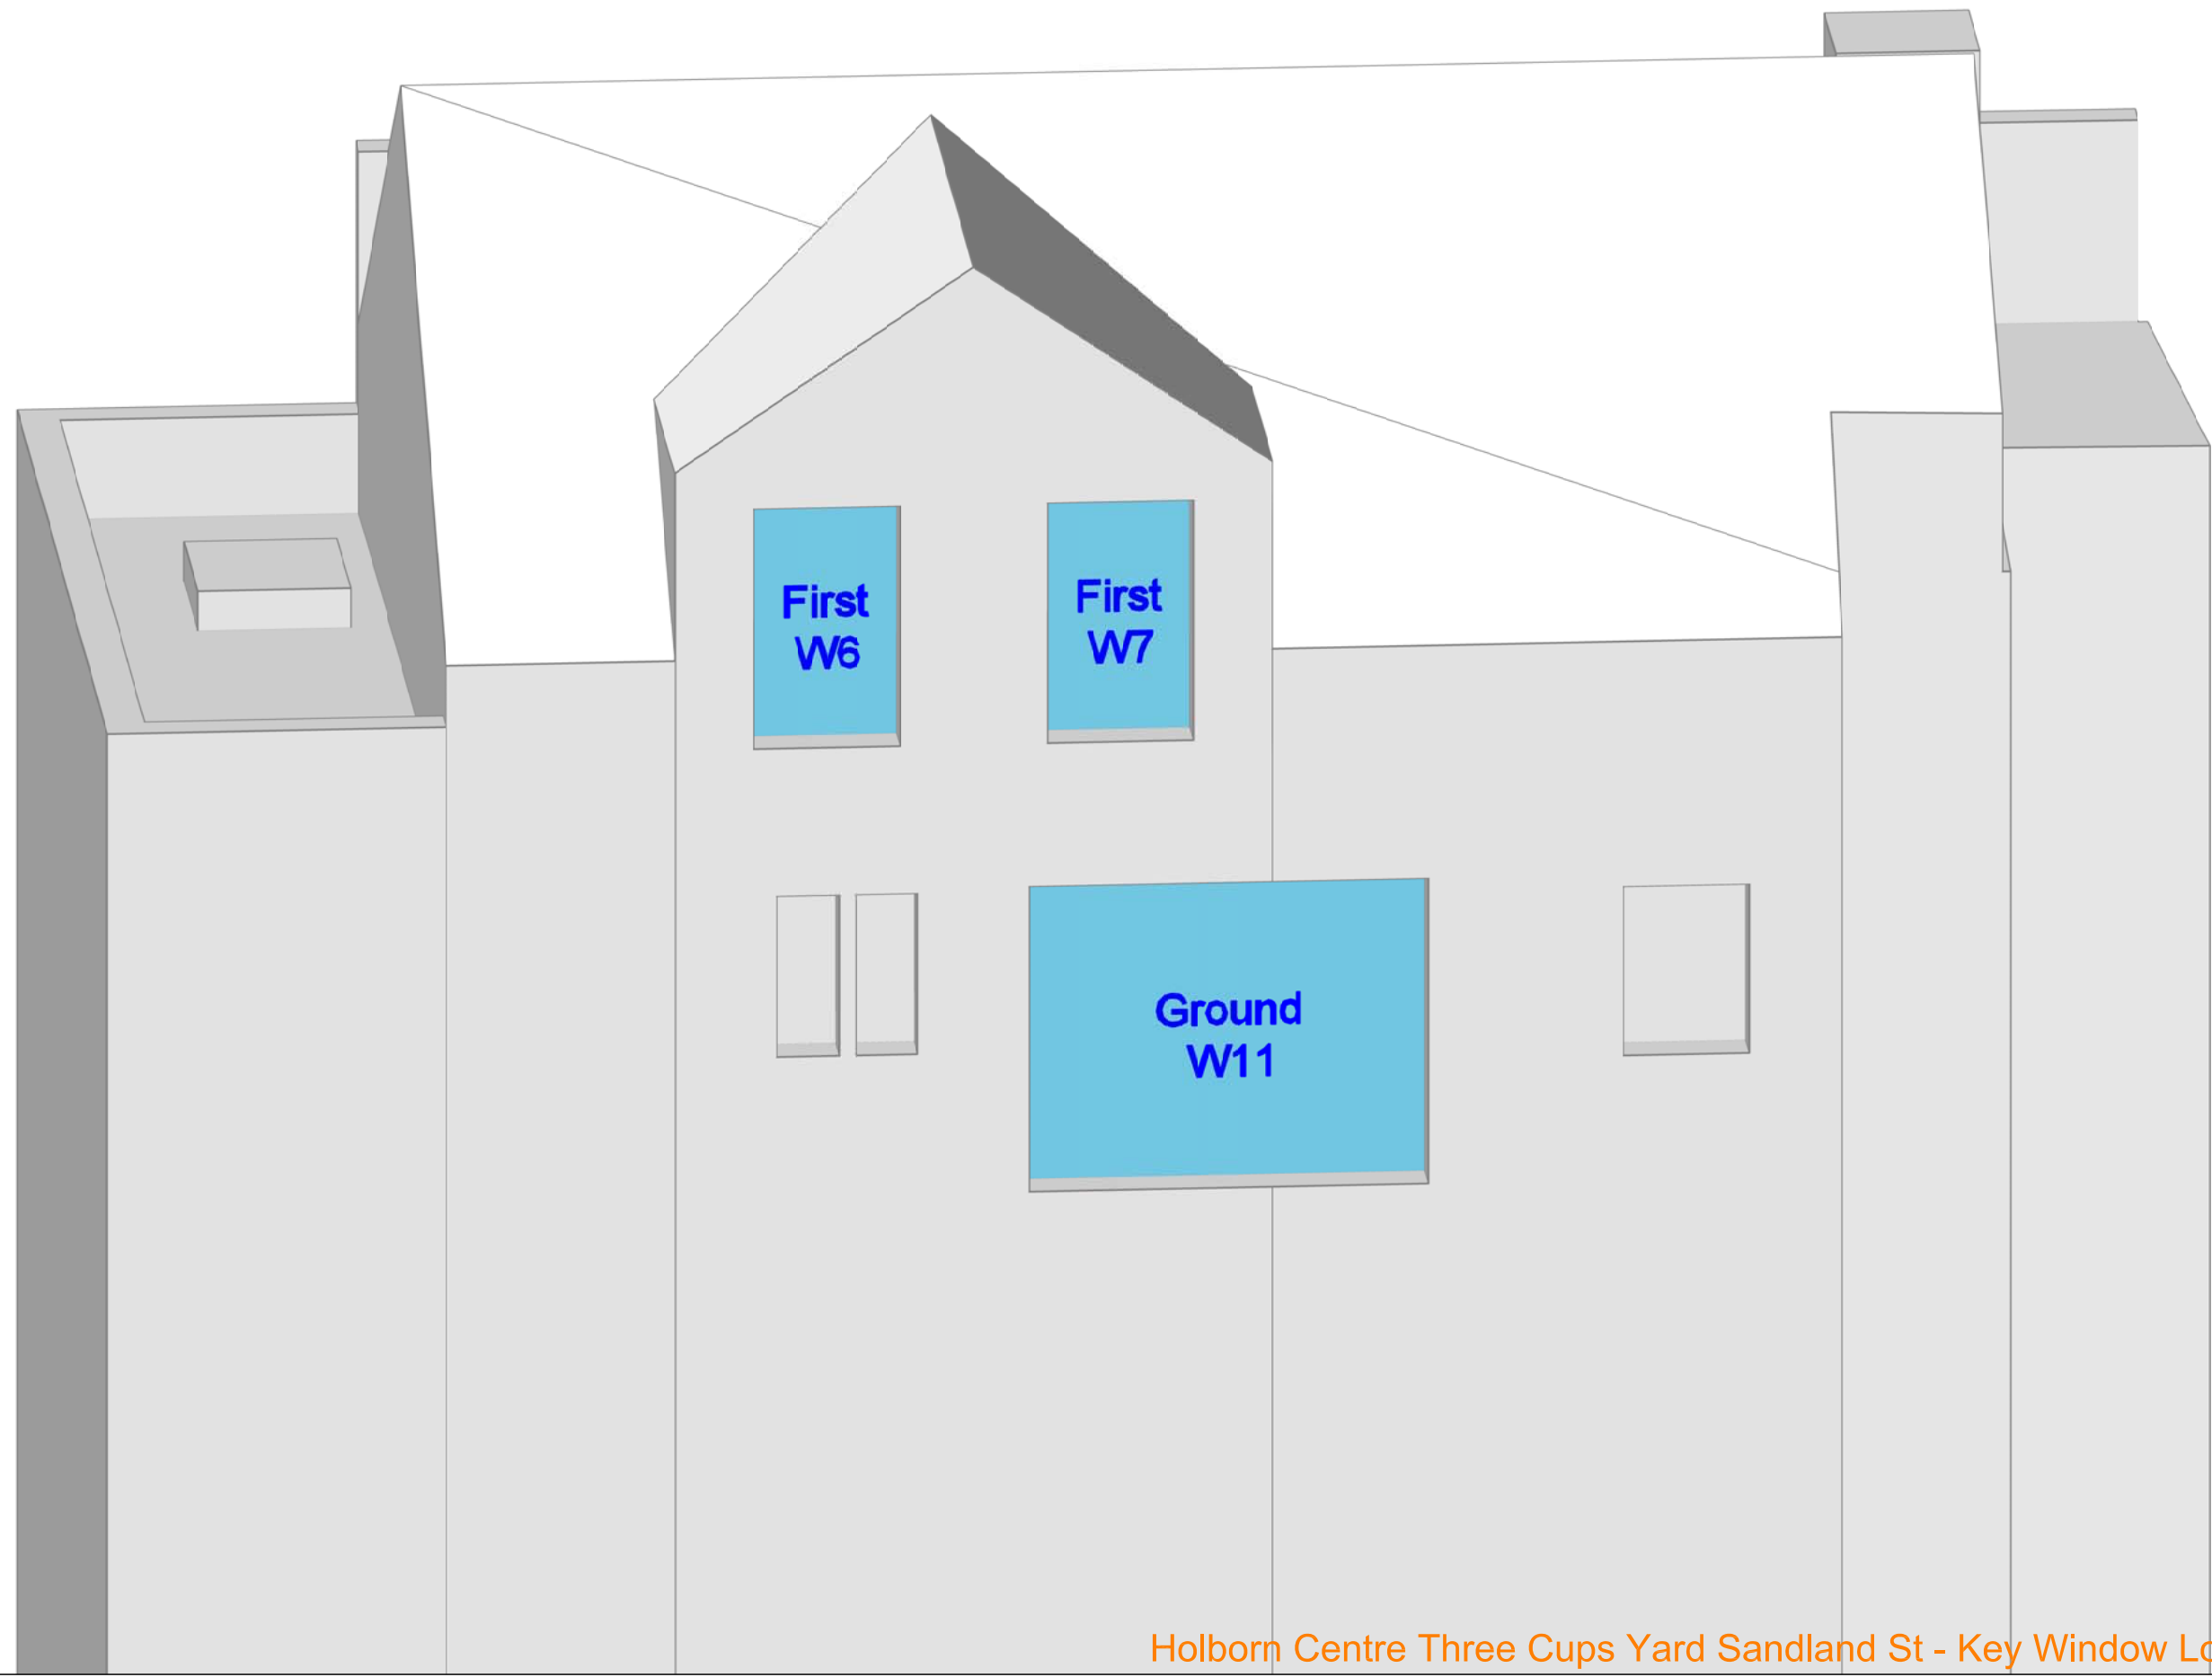 First
W6
First
W7
Ground
W11
Holborn Centre Three Cups Yard Sandland St - Key Window